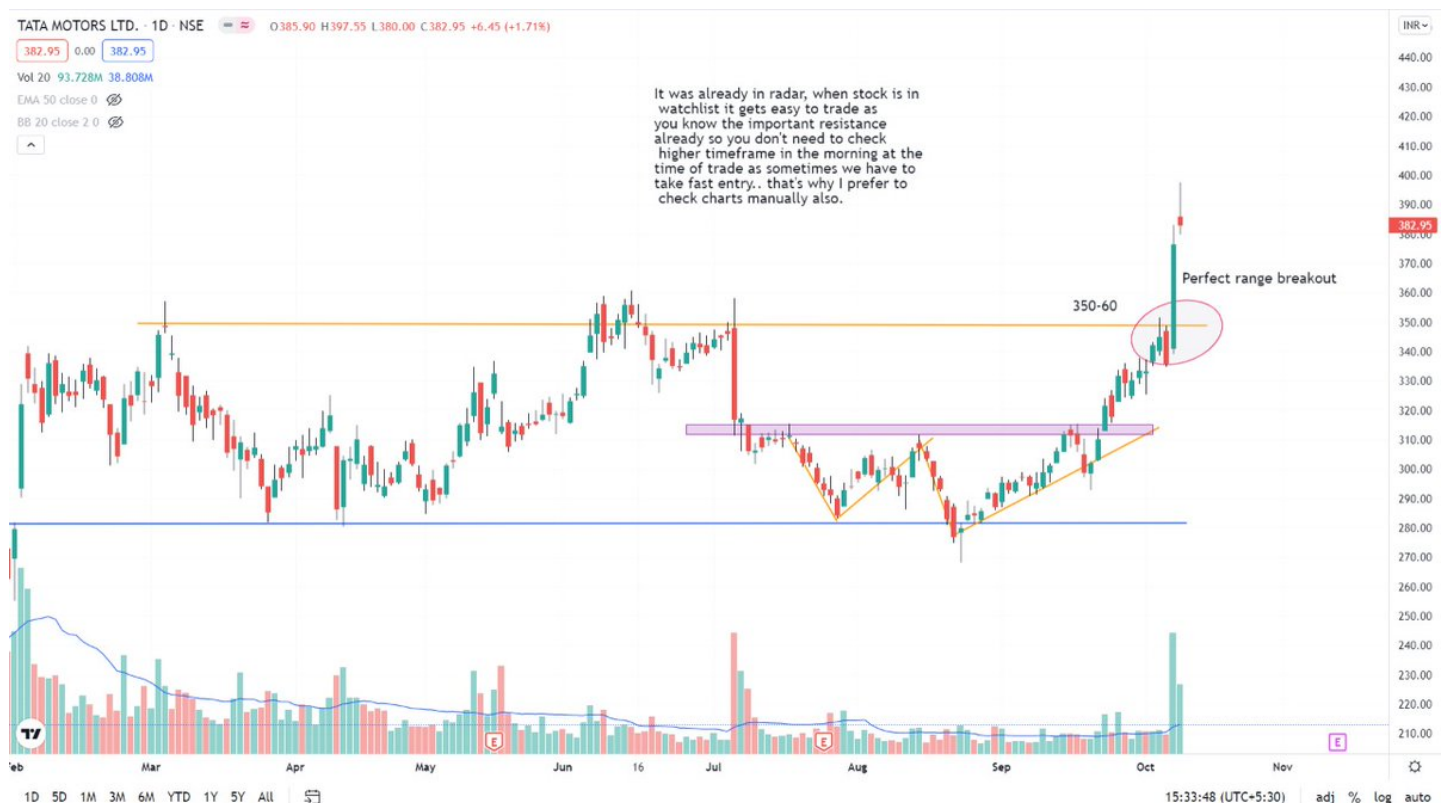 TATA MOTORS LTD. · 1D · NSE O385.90 H397.55 L380.00 C382.95 +6.45 (+1.71%)
INR
382.95 0.00 382.95
Vol 20 93.728M 38.808M
EMA 50 close 0
BB 20 close 2 0
It was already in radar, when stock is in
watchlist it gets easy to trade as
you know the important resistance
already so you don't need to check
higher timeframe in the morning at the
time of trade as sometimes we have to
take fast entry.. that's why I prefer to
check charts manually also.
Perfect range breakout
350-60
440.00
430.00
420.00
410.00
400.00
390.00
382.95
380.00
370.00
360.00
350.00
340.00
330.00
320.00
310.00
300.00
290.00
280.00
270.00
260.00
250.00
240.00
230.00
220.00
210.00
E E E
Mar Apr May Jun 16 Jul Aug Sep Oct Nov
1D 5D 1M 3M 6M YTD 1Y 5Y All 15:33:48 (UTC+5:30) adj % log auto